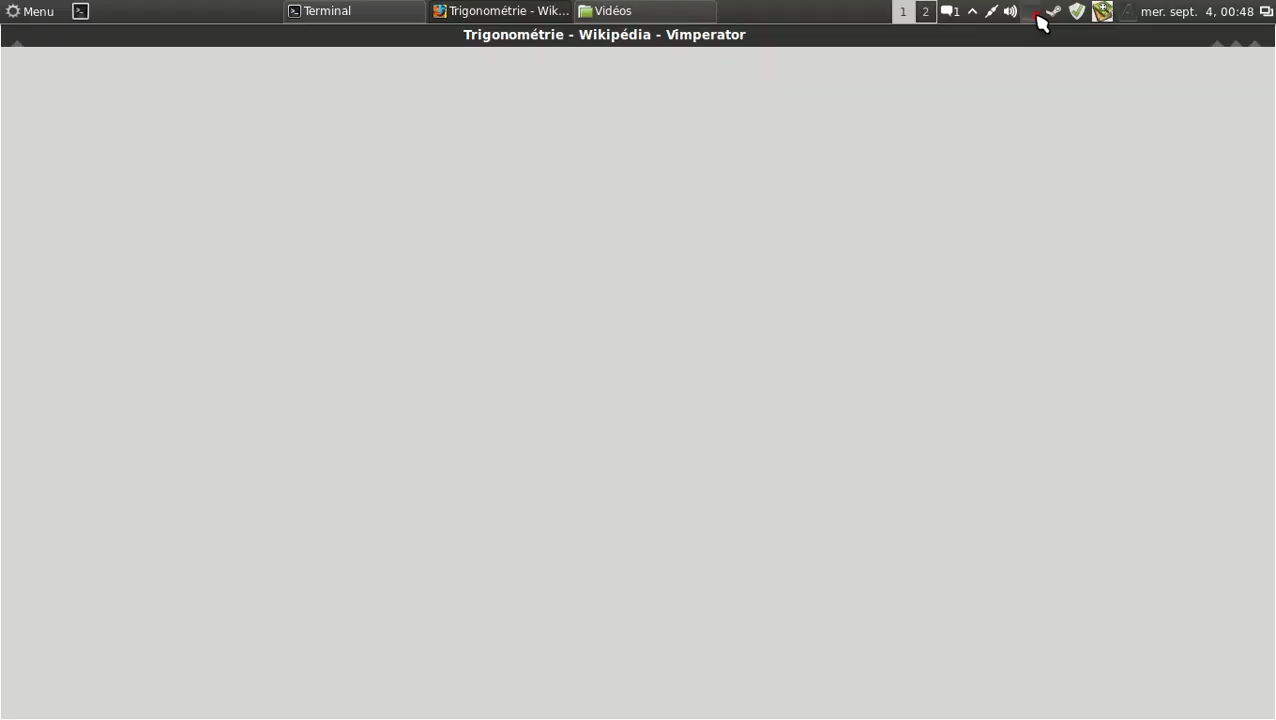 Menu
Terminal
Trigonométrie - Wik...
Vidéos
1
2
1
mer. sept. 4, 00:48
Trigonométrie - Wikipédia - Vimperator